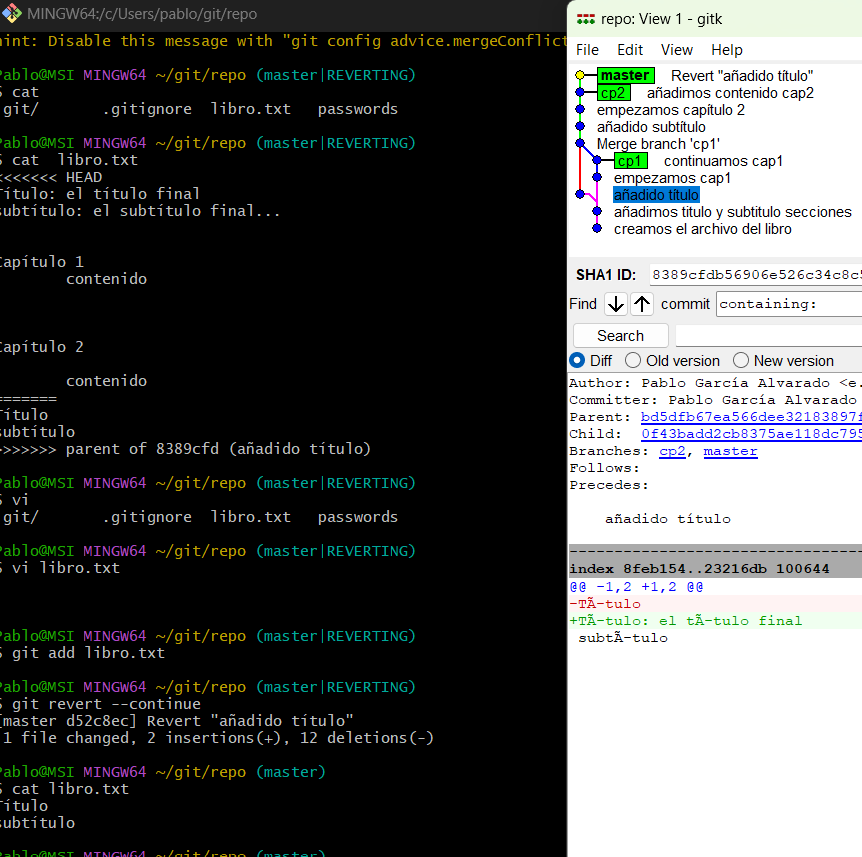 MINGW64:/c/Users/pablo/git/repo
hint: Disable this message with "git config advice.mergeConflict
Pablo@MSI MINGW64 ~/git/repo (master|REVERTING)
$ cat
.git/ .gitignore libro.txt passwords
Pablo@MSI MINGW64 ~/git/repo (master|REVERTING)
$ cat libro.txt
<<<<<<< HEAD
Título: el título final
subtítulo: el subtítulo final...
Capítulo 1
contenido
Capítulo 2
contenido
=======
Título
subtítulo
>>>>>>> parent of 8389cfd (añadido título)
Pablo@MSI MINGW64 ~/git/repo (master|REVERTING)
$ vi
.git/ .gitignore libro.txt passwords
Pablo@MSI MINGW64 ~/git/repo (master|REVERTING)
$ vi libro.txt
Pablo@MSI MINGW64 ~/git/repo (master|REVERTING)
$ git add libro.txt
Pablo@MSI MINGW64 ~/git/repo (master|REVERTING)
$ git revert --continue
[master d52c8ec] Revert "añadido título"
1 file changed, 2 insertions(+), 12 deletions(-)
Pablo@MSI MINGW64 ~/git/repo (master)
$ cat libro.txt
Título
subtítulo
Pablo@MSI MINGW64 ~/git/repo (master)
repo: View 1 - gitk
File Edit View Help
master Revert "añadido título"
cp2 añadimos contenido cap2
empezamos capítulo 2
añadido subtítulo
Merge branch 'cp1'
cp1 continuamos cap1
empezamos cap1
añadido título
añadimos titulo y subtitulo secciones
creamos el archivo del libro
SHA1 ID: 8389cfdb56906e526c34c8c5
Find commit containing:
Search
Diff Old version New version
Author: Pablo García Alvarado <e.
Committer: Pablo García Alvarado
Parent: bd5dfb67ea566dee32183897f
Child: 0f43badd2cb8375ae118dc795
Branches: cp2, master
Follows:
Precedes:
añadido título
index 8feb154..23216db 100644
@@ -1,2 +1,2 @@
-TÃ-tulo
+TÃ-tulo: el tÃ-tulo final
subtÃ-tulo